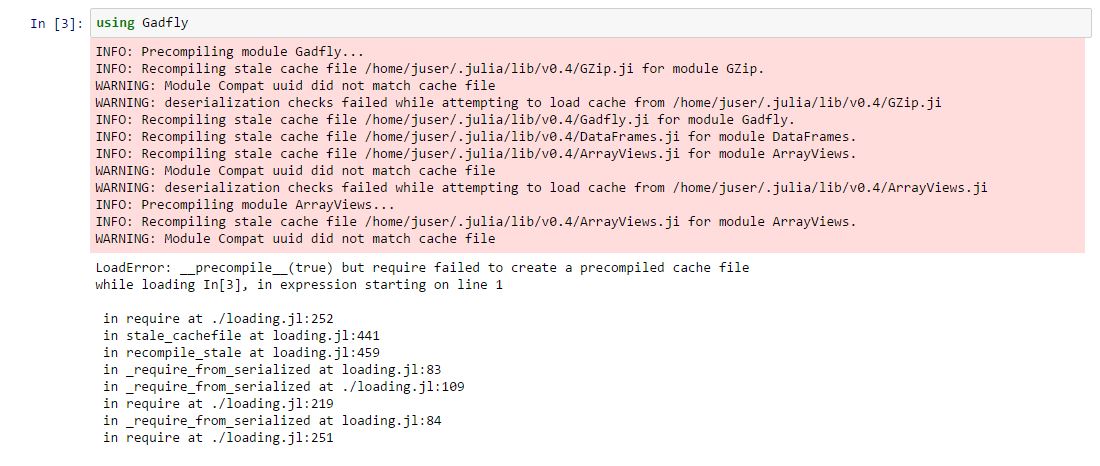 In [3]: using Gadfly
INFO: Precompiling module Gadfly...
INFO: Recompiling stale cache file /home/juser/.julia/lib/v0.4/GZip.ji for module GZip.
WARNING: Module Compat uuid did not match cache file
WARNING: deserialization checks failed while attempting to load cache from /home/juser/.julia/lib/v0.4/GZip.ji
INFO: Recompiling stale cache file /home/juser/.julia/lib/v0.4/Gadfly.ji for module Gadfly.
INFO: Recompiling stale cache file /home/juser/.julia/lib/v0.4/DataFrames.ji for module DataFrames.
INFO: Recompiling stale cache file /home/juser/.julia/lib/v0.4/ArrayViews.ji for module ArrayViews.
WARNING: Module Compat uuid did not match cache file
WARNING: deserialization checks failed while attempting to load cache from /home/juser/.julia/lib/v0.4/ArrayViews.ji
INFO: Precompiling module ArrayViews...
INFO: Recompiling stale cache file /home/juser/.julia/lib/v0.4/ArrayViews.ji for module ArrayViews.
WARNING: Module Compat uuid did not match cache file
LoadError: __precompile__(true) but require failed to create a precompiled cache file
while loading In[3], in expression starting on line 1
in require at ./loading.jl:252
in stale_cachefile at loading.jl:441
in recompile_stale at loading.jl:459
in _require_from_serialized at loading.jl:83
in _require_from_serialized at ./loading.jl:109
in require at ./loading.jl:219
in _require_from_serialized at loading.jl:84
in require at ./loading.jl:251